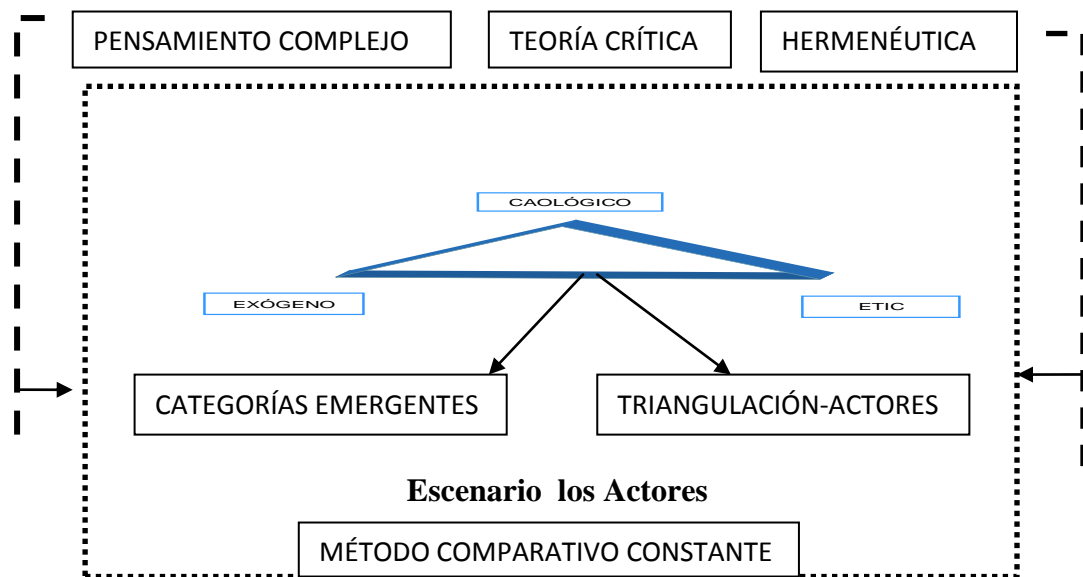 PENSAMIENTO COMPLEJO
TEORÍA CRÍTICA
HERMENÉUTICA
CAOLÓGICO
EXÓGENO
ETIC
CATEGORÍAS EMERGENTES
TRIANGULACIÓN-ACTORES
Escenario los Actores
MÉTODO COMPARATIVO CONSTANTE